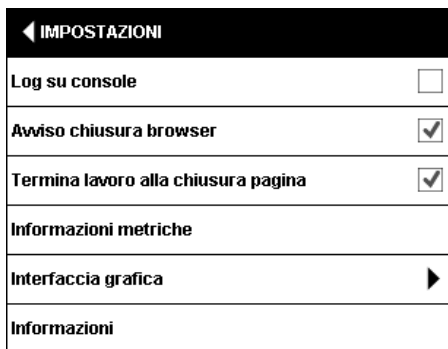 IMPOSTAZIONI
Log su console
Avviso chiusura browser
Termina lavoro alla chiusura pagina
Informazioni metriche
Interfaccia grafica
Informazioni